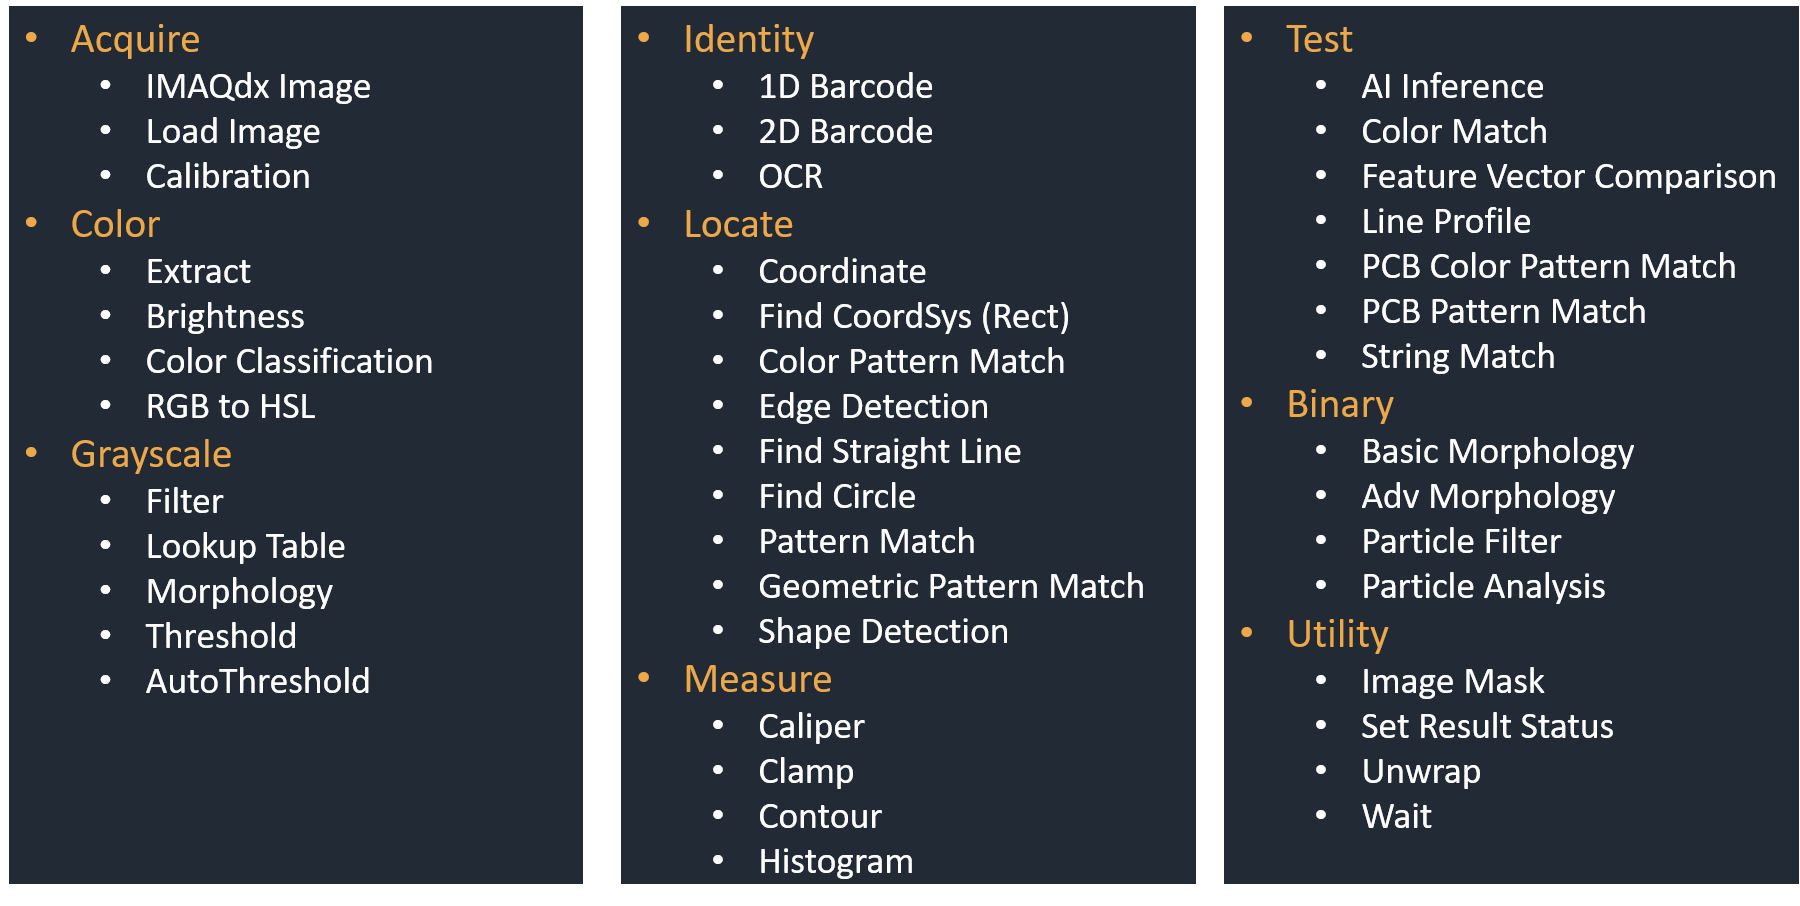 Acquire
IMAQdx Image
Load Image
Calibration
Color
Extract
Brightness
Color Classification
RGB to HSL
Grayscale
Filter
Lookup Table
Morphology
Threshold
AutoThreshold
Identity
1D Barcode
2D Barcode
OCR
Locate
Coordinate
Find CoordSys (Rect)
Color Pattern Match
Edge Detection
Find Straight Line
Find Circle
Pattern Match
Geometric Pattern Match
Shape Detection
Measure
Caliper
Clamp
Contour
Histogram
Test
AI Inference
Color Match
Feature Vector Comparison
Line Profile
PCB Color Pattern Match
PCB Pattern Match
String Match
Binary
Basic Morphology
Adv Morphology
Particle Filter
Particle Analysis
Utility
Image Mask
Set Result Status
Unwrap
Wait